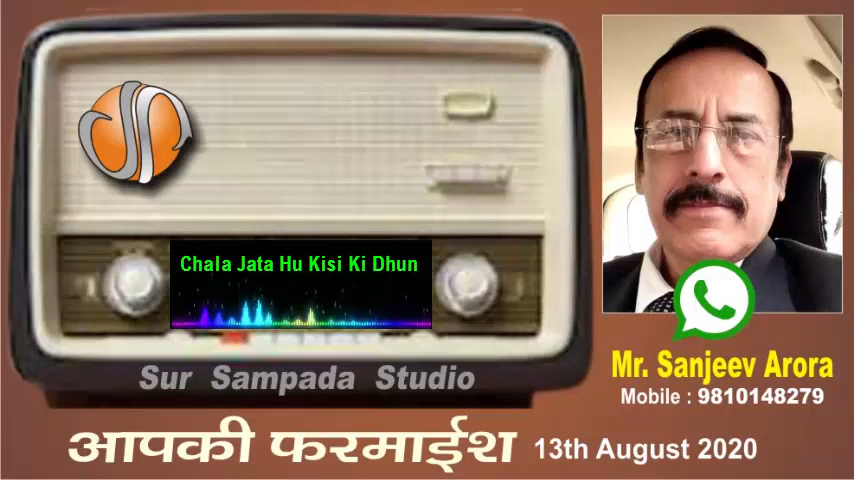 Chala Jata Hu Kisi Ki Dhun
Sur Sampada Studio
Mr. Sanjeev Arora
Mobile : 9810148279
आपकी फरमाईश 13th August 2020